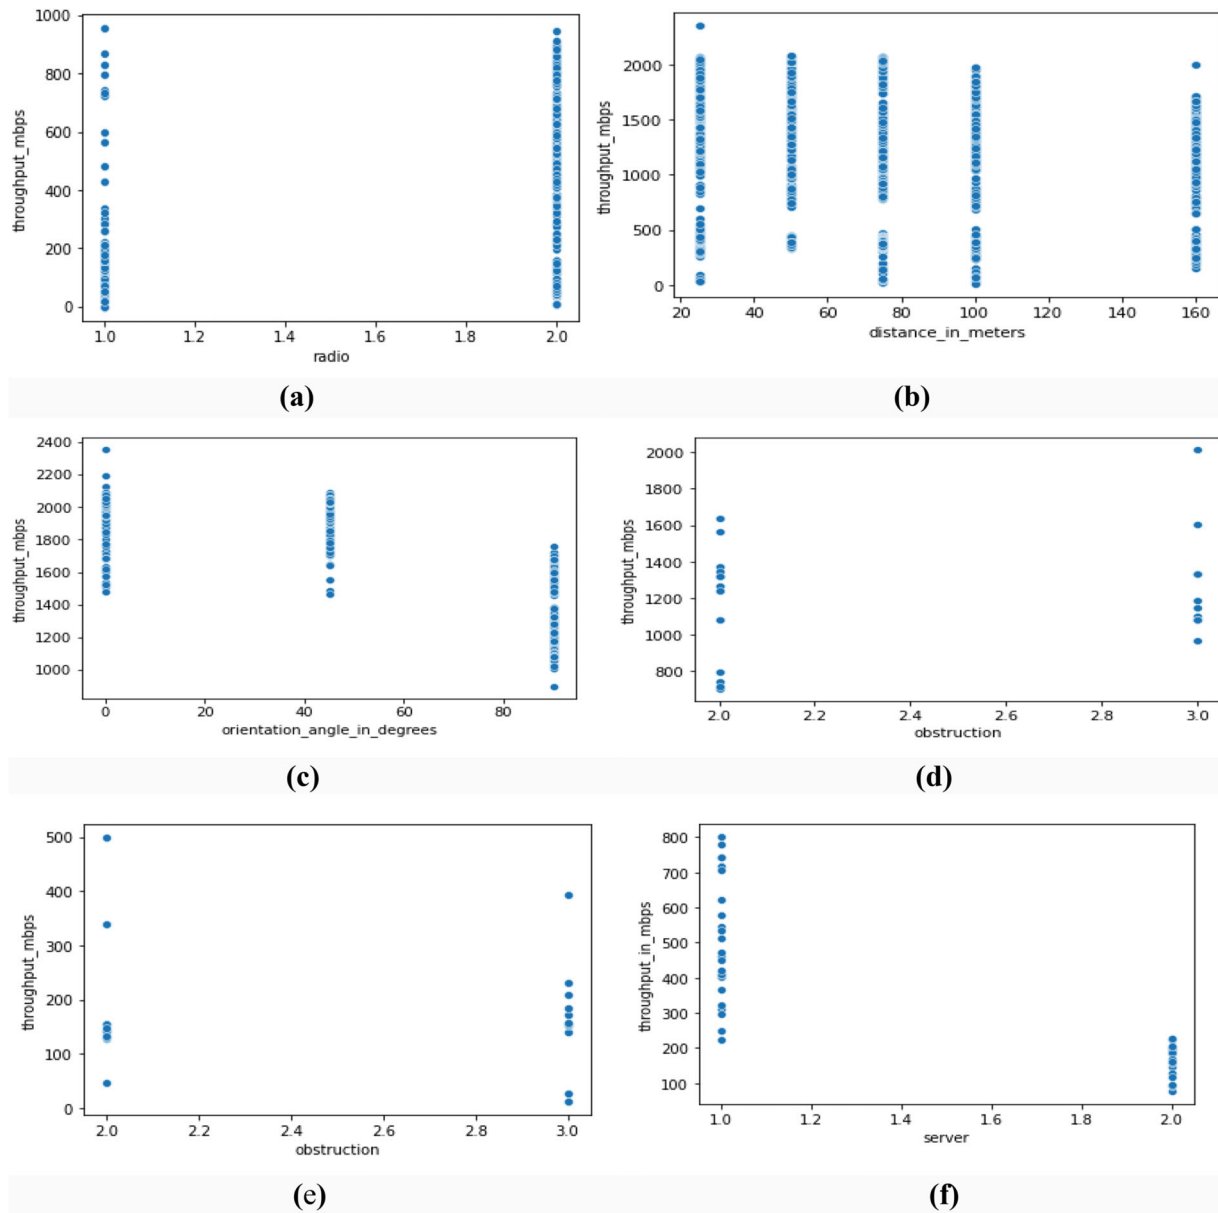 1000
800
600
400
200
0
throughput_mbps
1.0 1.2 1.4 1.6 1.8 2.0
radio
(a)
2000
1500
1000
500
0
throughput_mbps
20 40 60 80 100 120 140 160
distance_in_meters
(b)
2400
2200
2000
1800
1600
1400
1200
1000
throughput_mbps
0 20 40 60 80
orientation_angle_in_degrees
(c)
2000
1800
1600
1400
1200
1000
800
throughput_mbps
2.0 2.2 2.4 2.6 2.8 3.0
obstruction
(d)
500
400
300
200
100
0
throughput_mbps
2.0 2.2 2.4 2.6 2.8 3.0
obstruction
(e)
800
700
600
500
400
300
200
100
throughput_in_mbps
1.0 1.2 1.4 1.6 1.8 2.0
server
(f)